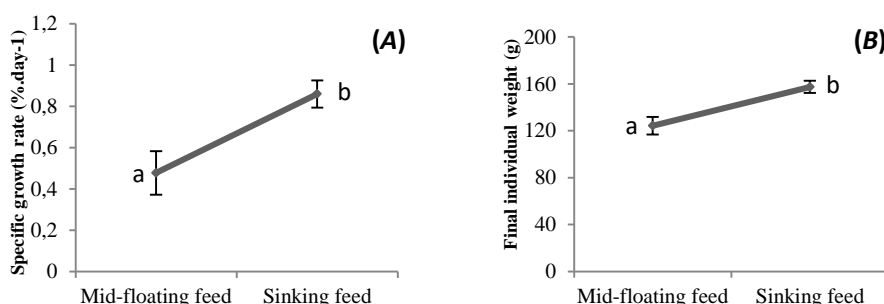 (A)
Specific growth rate (%.day-1)
1,2
1
0,8
0,6
0,4
0,2
0
a
b
Mid-floating feed Sinking feed
(B)
Final individual weight (g)
200
160
120
80
40
0
a
b
Mid-floating feed Sinking feed